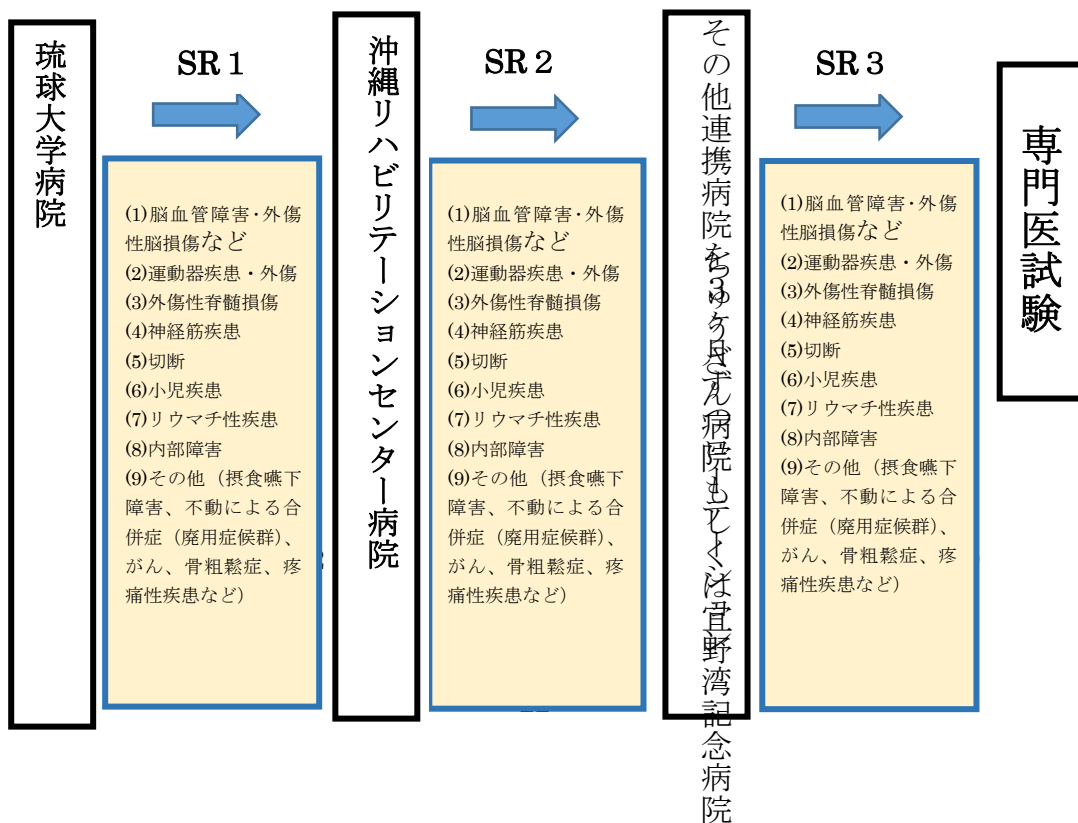 琉球大学病院
SR１
(1)脳血管障害・外傷
性脳損傷など
(2)運動器疾患・外傷
(3)外傷性脊髄損傷
(4)神経筋疾患
(5)切断
(6)小児疾患
(7)リウマチ性疾患
(8)内部障害
(9)その他（摂食嚥下
障害、不動による合
併症（廃用症候群）、
がん、骨粗鬆症、疼
痛性疾患など）
沖縄リハビリテーションセンター病院
SR２
(1)脳血管障害・外傷
性脳損傷など
(2)運動器疾患・外傷
(3)外傷性脊髄損傷
(4)神経筋疾患
(5)切断
(6)小児疾患
(7)リウマチ性疾患
(8)内部障害
(9)その他（摂食嚥下
障害、不動による合
併症（廃用症候群）、
がん、骨粗鬆症、疼
痛性疾患など）
その他連携病院を３ヶ月ずつローテーション
ちゅうざん病院もしくは宜野湾記念病院
SR３
(1)脳血管障害・外傷
性脳損傷など
(2)運動器疾患・外傷
(3)外傷性脊髄損傷
(4)神経筋疾患
(5)切断
(6)小児疾患
(7)リウマチ性疾患
(8)内部障害
(9)その他（摂食嚥下
障害、不動による合
併症（廃用症候群）、
がん、骨粗鬆症、疼
痛性疾患など）
専門医試験